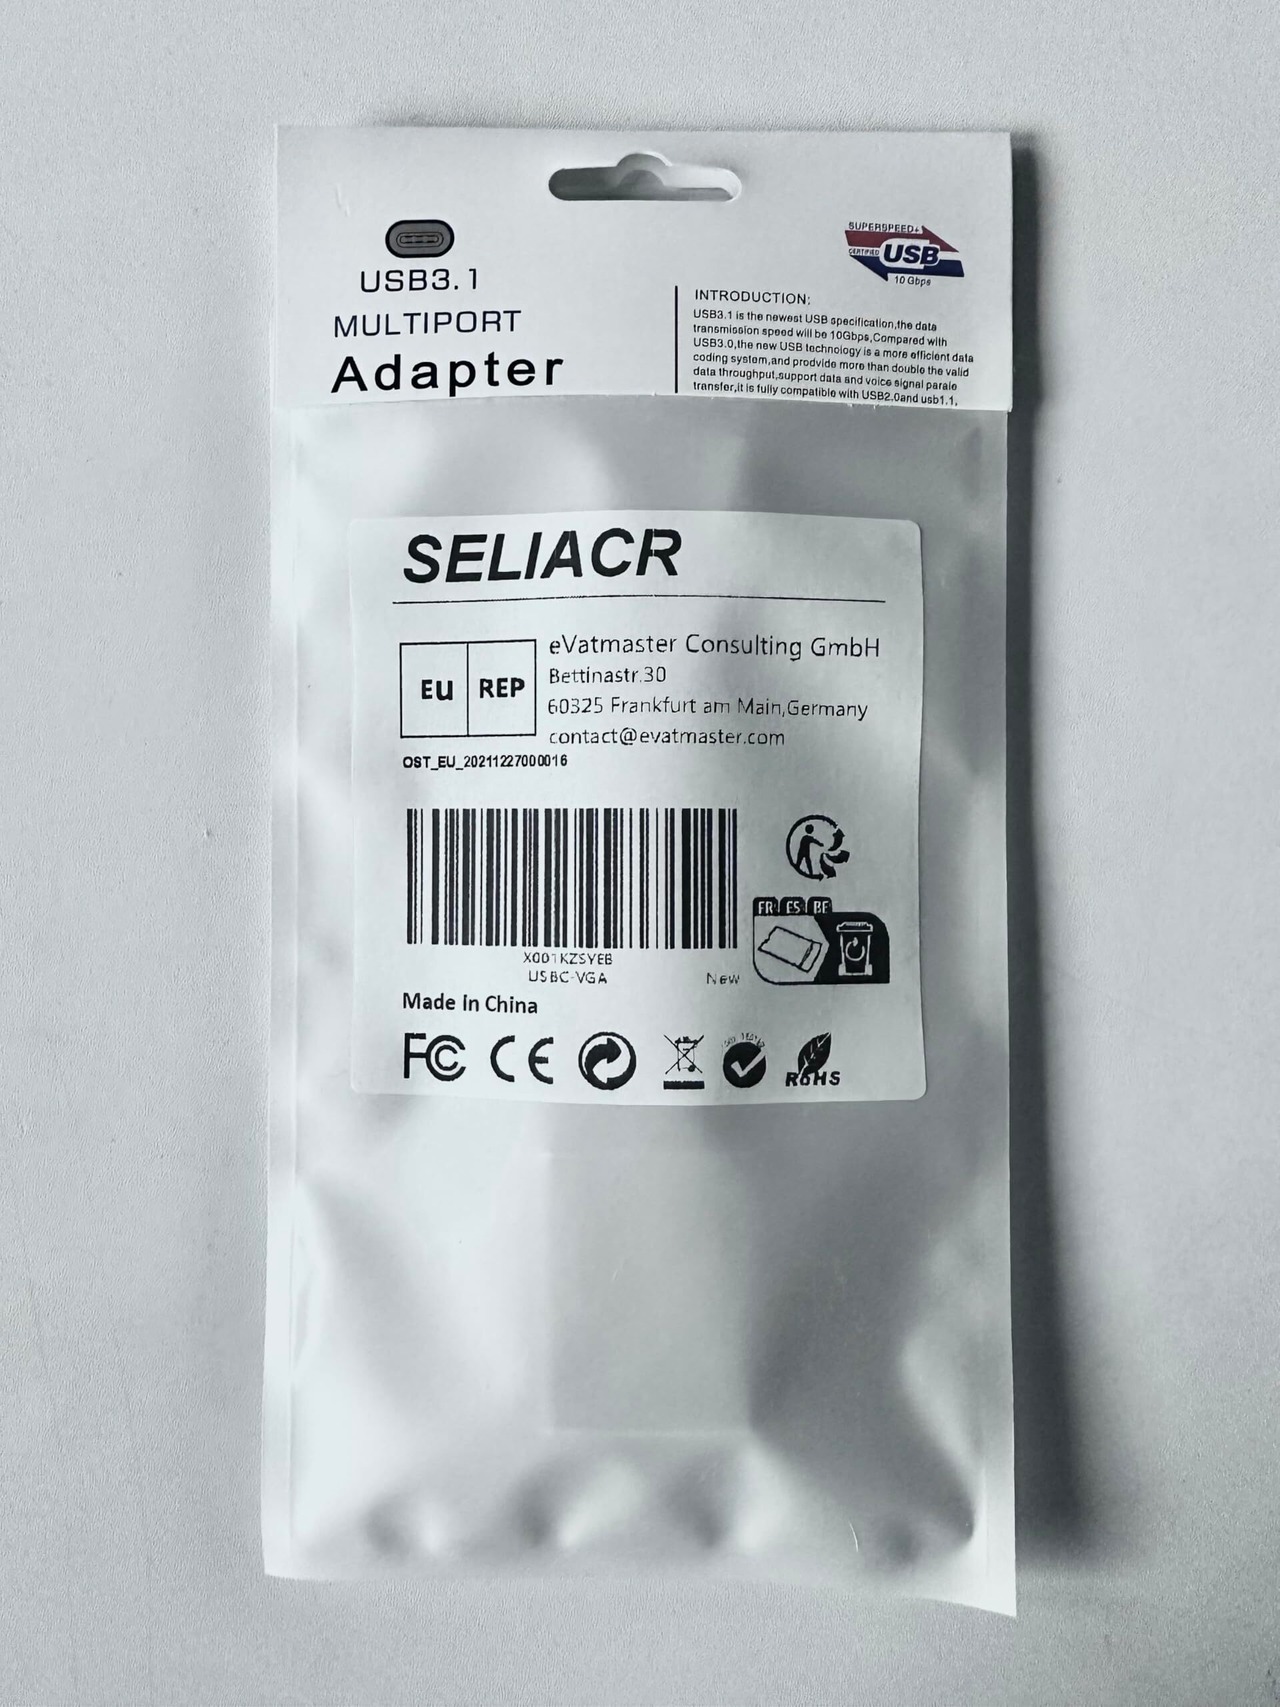 USB3.1
MULTIPORT
Adapter
SUPERSPEED+
CERTIFIED
USB
10 Gbps
INTRODUCTION:
USB3.1 is the newest USB specification,the data
transmission speed will be 10Gbps,Compared with
USB3.0,the new USB technology is a more efficient data
coding system,and prodvide more than double the valid
data throughput,support data and voice signal parale
transfer,it is fully compatible with USB2.0and usb1.1,
SELIACR
EU REP
eVatmaster Consulting GmbH
Bettinastr.30
60325 Frankfurt am Main,Germany
contact@evatmaster.com
OST_EU_20211227000016
FR ES BE
X001KZSYEB
USBC-VGA
New
Made in China
FC CE
RoHS